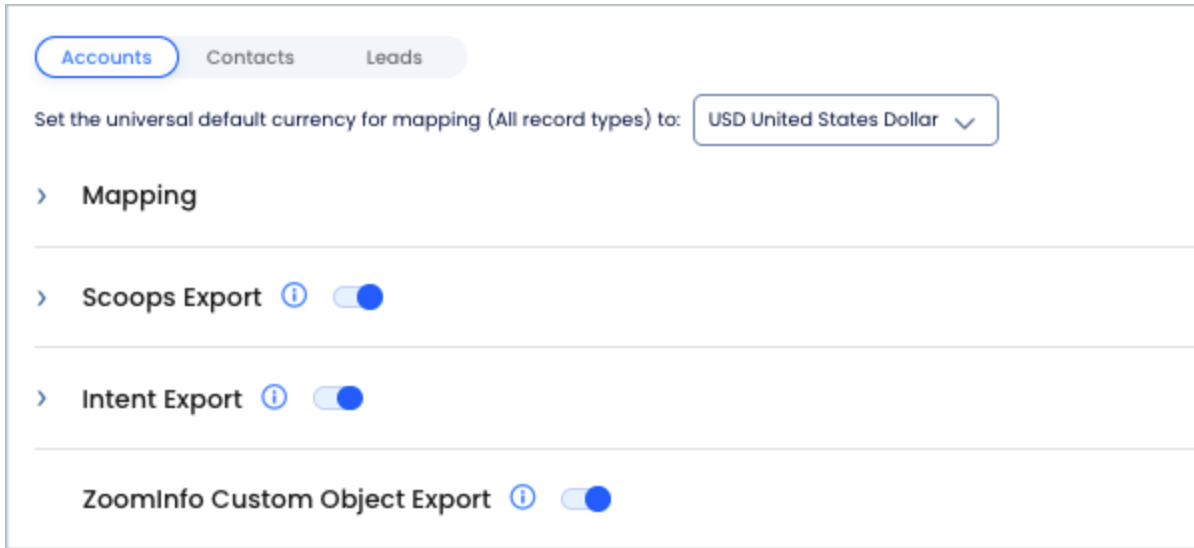 Accounts Contacts Leads
Set the universal default currency for mapping (All record types) to: USD United States Dollar
Mapping
Scoops Export
Intent Export
ZoomInfo Custom Object Export